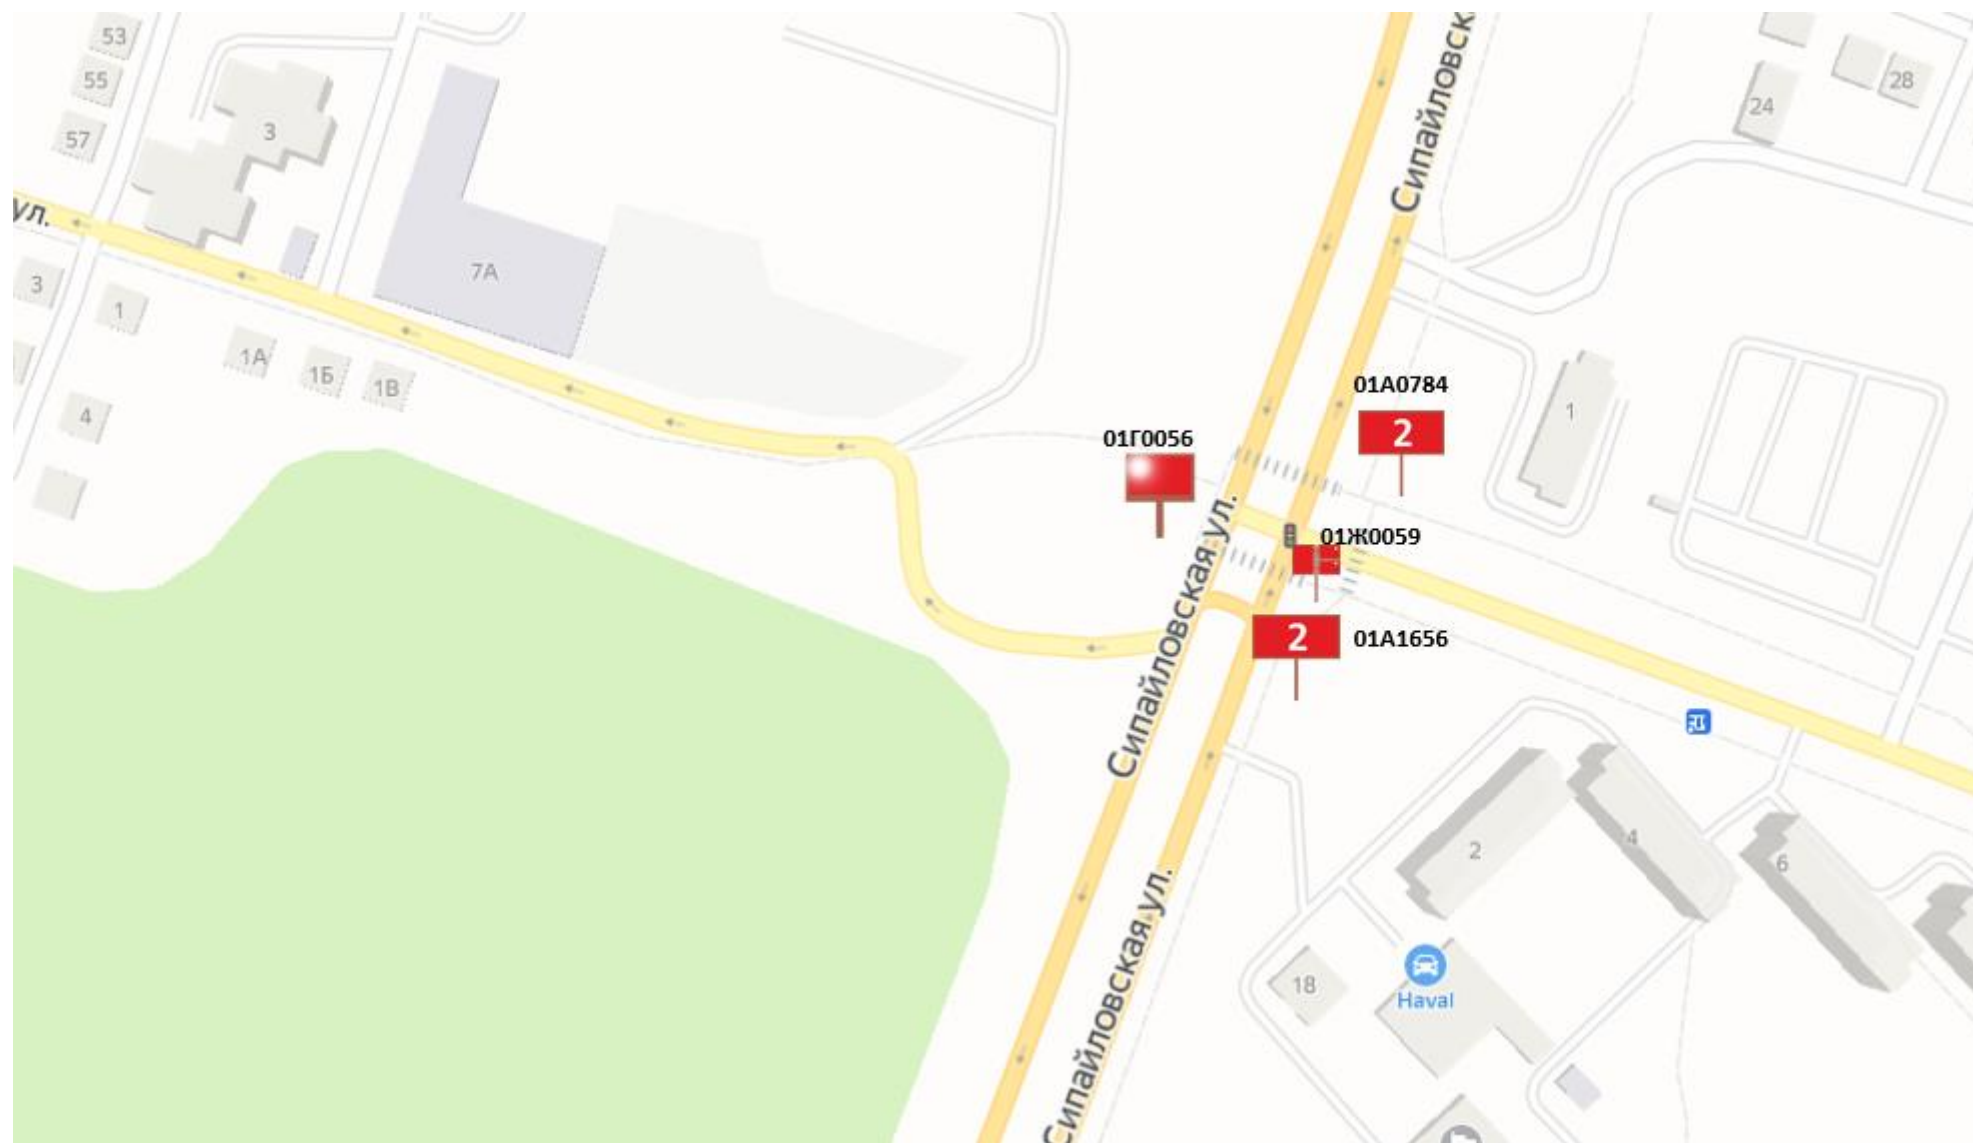 53
55
57
3
ул.
3
1
1А
1Б
1В
4
7А
Сипайловск
24
28
1
01А0784
2
01Г0056
01Ж0059
2
01А1656
Сипайловская ул.
Сипайловская ул.
2
4
6
18
Haval